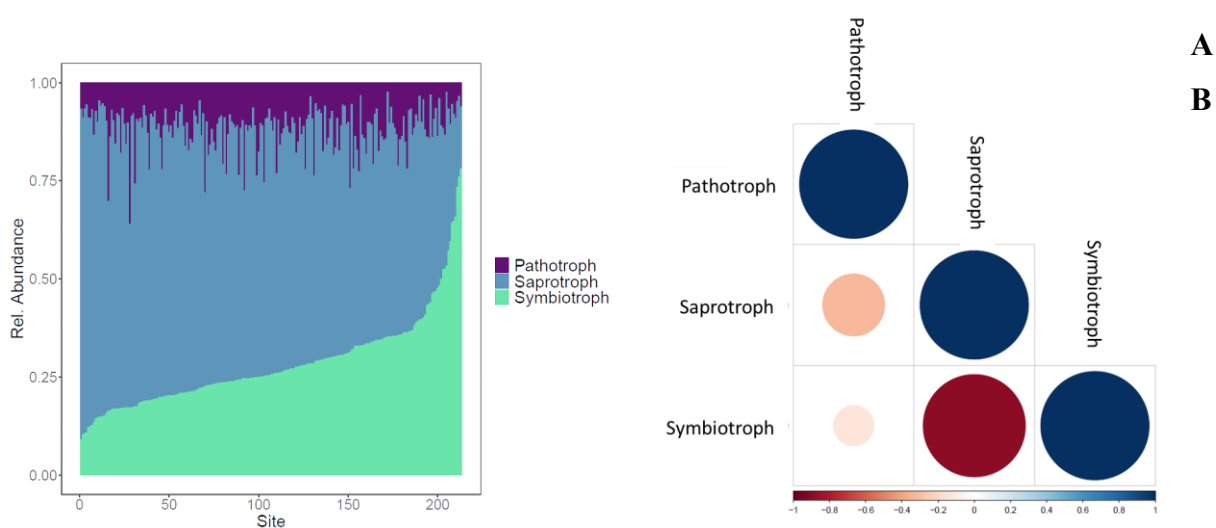 A
B
1.00
0.75
0.50
0.25
0.00
Rel. Abundance
0
50
100
150
200
Site
Pathotroph
Saprotroph
Symbiotroph
Pathotroph
Saprotroph
Symbiotroph
Pathotroph
Saprotroph
Symbiotroph
−1
−0.8
−0.6
−0.4
−0.2
0
0.2
0.4
0.6
0.8
1